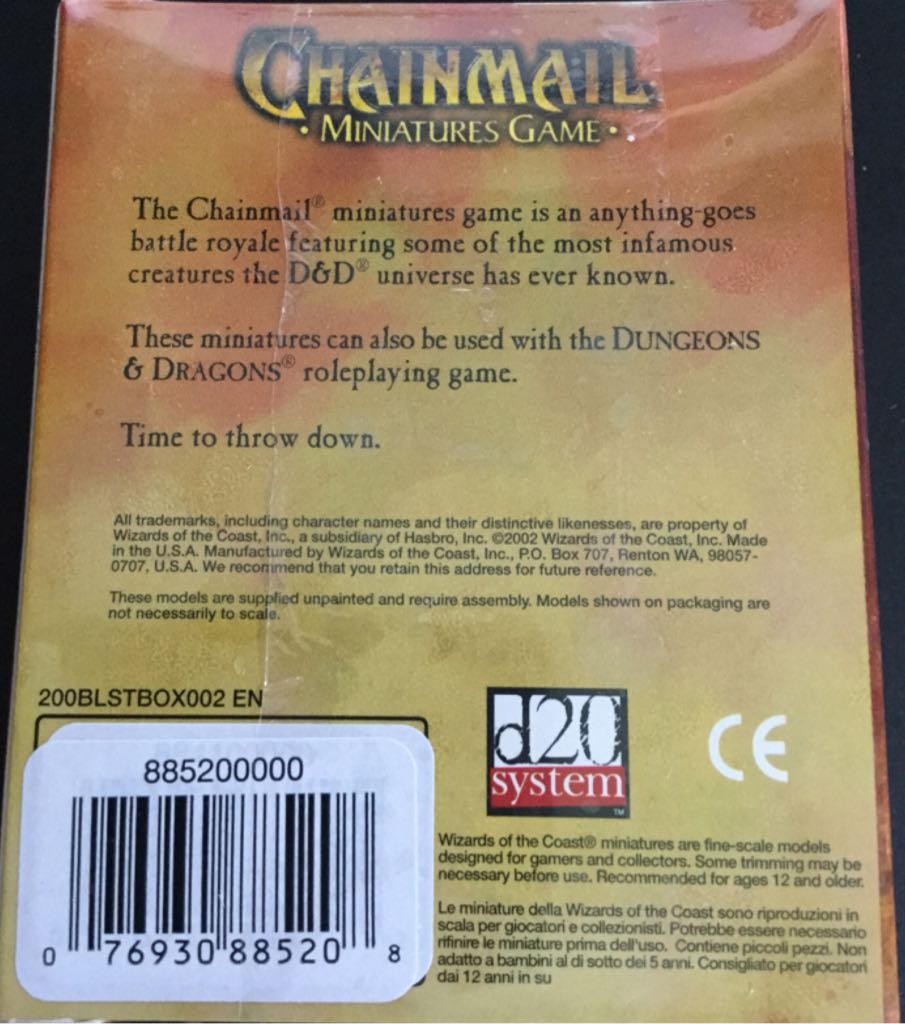 CHAINMAIL
• MINIATURES GAME •
The Chainmail® miniatures game is an anything-goes
battle royale featuring some of the most infamous
creatures the D&D® universe has ever known.
These miniatures can also be used with the DUNGEONS
& DRAGONS® roleplaying game.
Time to throw down.
All trademarks, including character names and their distinctive likenesses, are property of
Wizards of the Coast, Inc., a subsidiary of Hasbro, Inc. ©2002 Wizards of the Coast, Inc. Made
in the U.S.A. Manufactured by Wizards of the Coast, Inc., P.O. Box 707, Renton WA, 98057-
0707, U.S.A. We recommend that you retain this address for future reference.
These models are supplied unpainted and require assembly. Models shown on packaging are
not necessarily to scale.
200BLSTBOX002 EN
885200000
0 76930 88520 8
d20
system
TM
CE
Wizards of the Coast® miniatures are fine-scale models
designed for gamers and collectors. Some trimming may be
necessary before use. Recommended for ages 12 and older.
Le miniature della Wizards of the Coast sono riproduzioni in
scala per giocatori e collezionisti. Potrebbe essere necessario
rifinire le miniature prima dell'uso. Contiene piccoli pezzi. Non
adatto a bambini al di sotto dei 5 anni. Consigliato per giocatori
dai 12 anni in su